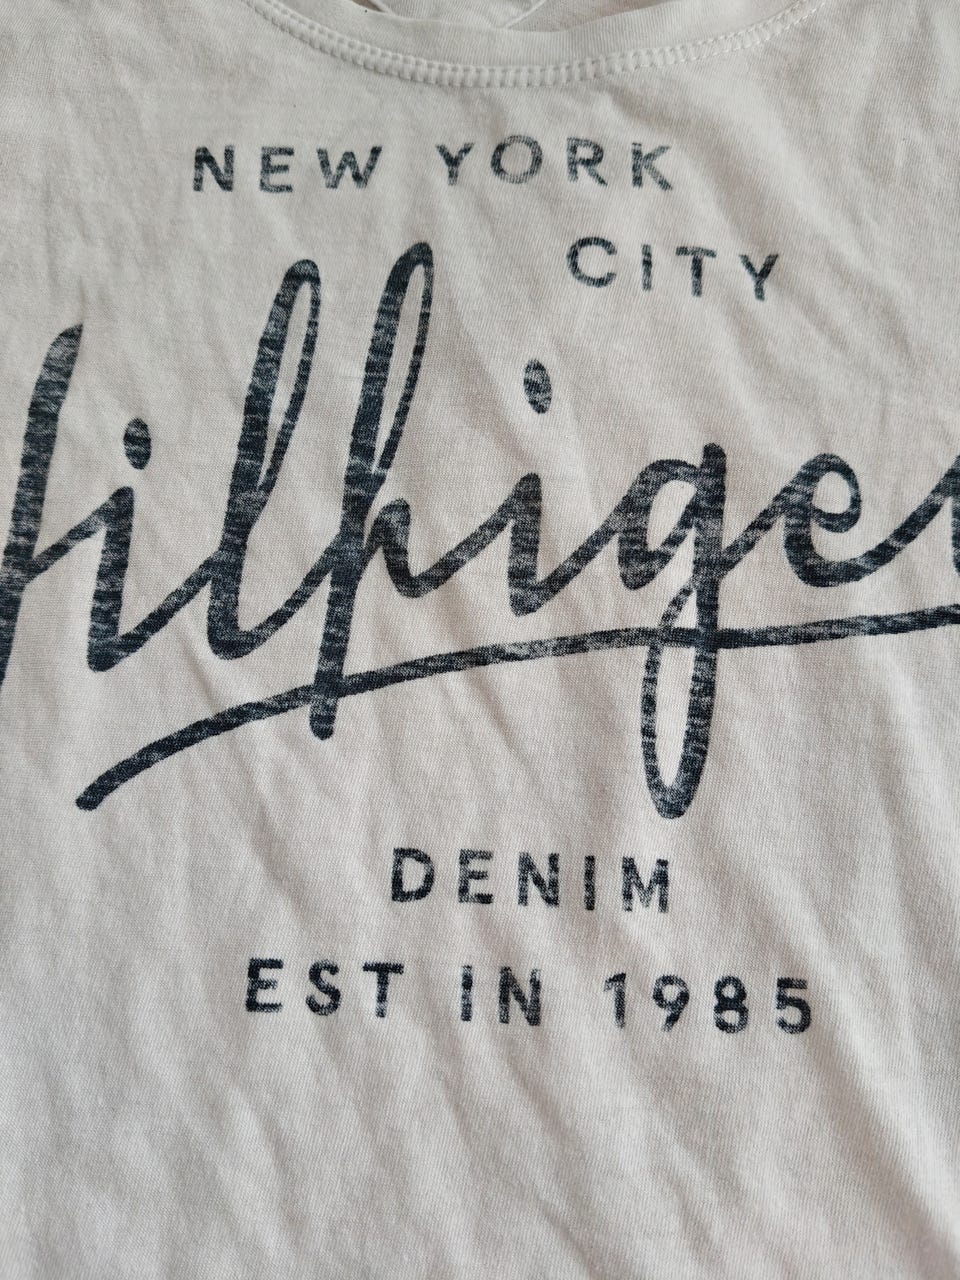 NEW YORK
CITY
Hilfiger
DENIM
EST IN 1985